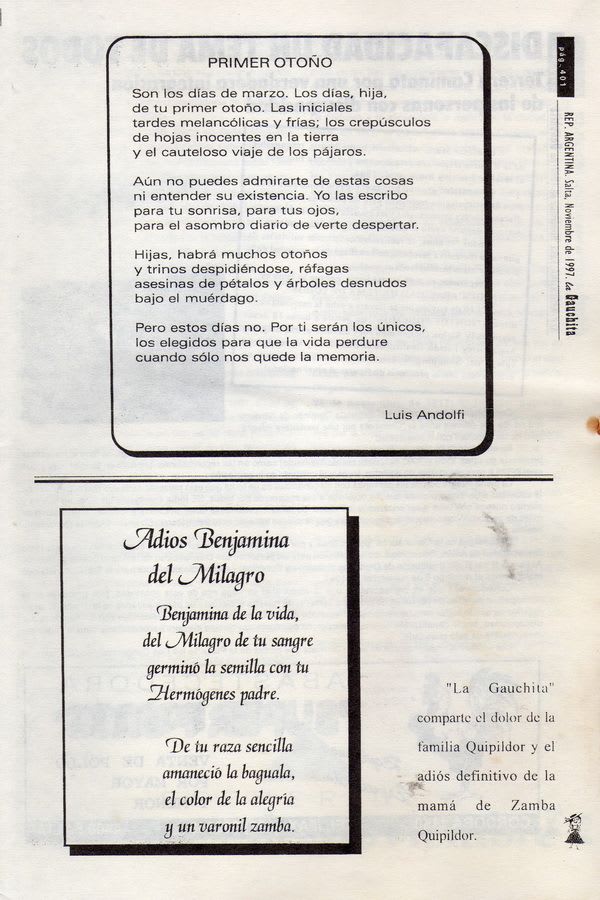 PRIMER OTOÑO
Son los días de marzo. Los días, hija,
de tu primer otoño. Las iniciales
tardes melancólicas y frías; los crepúsculos
de hojas inocentes en la tierra
y el cauteloso viaje de los pájaros.
Aún no puedes admirarte de estas cosas
ni entender su existencia. Yo las escribo
para tu sonrisa, para tus ojos,
para el asombro diario de verte despertar.
Hijas, habrá muchos otoños
y trinos despidiéndose, ráfagas
asesinas de pétalos y árboles desnudos
bajo el muérdago.
Pero estos días no. Por ti serán los únicos,
los elegidos para que la vida perdure
cuando sólo nos quede la memoria.
Luis Andolfi
pág. 401
REP. ARGENTINA. Salta, Noviembre de 1997. La Gauchita
Adios Benjamina
del Milagro
Benjamina de la vida,
del Milagro de tu sangre
germinó la semilla con tu
Hermógenes padre.
De tu raza sencilla
amaneció la baguala,
el color de la alegría
y un varonil zamba.
"La Gauchita"
comparte el dolor de la
familia Quipildor y el
adiós definitivo de la
mamá de Zamba
Quipildor.